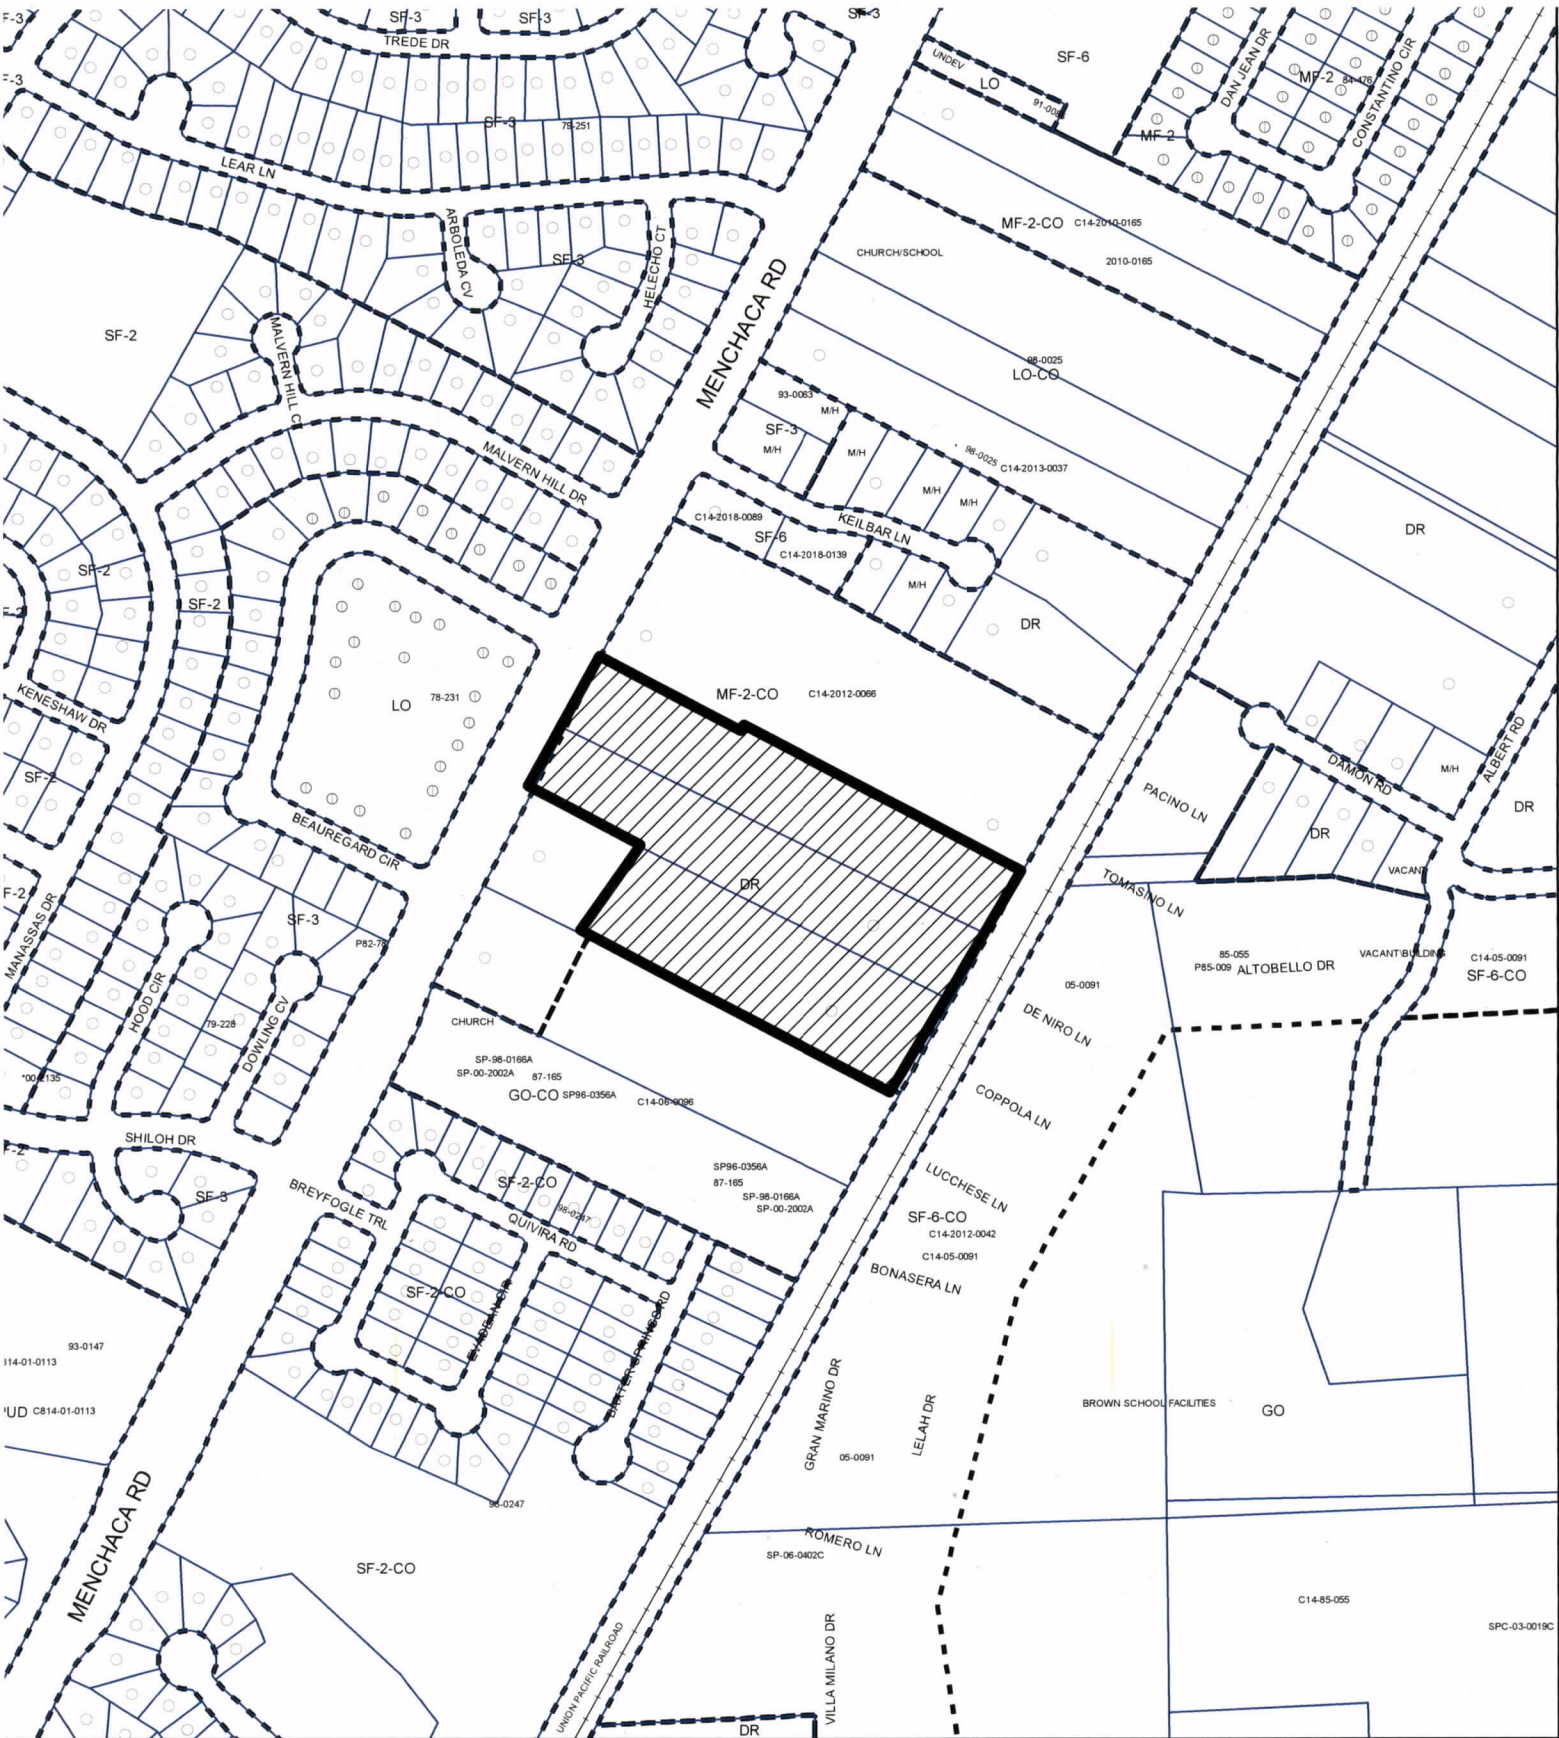 SF-3
SF-3
SF-3
TREDE DR
SF-6
UNDEV
LO
91-00
DAN JEAN DR
MF-2
84-476
CONSTANTINO CIR
MF-2
SF-3
79-251
LEAR LN
ARBOLEDA CV
SF-3
HELECHO CT
MF-2-CO
C14-2010-0165
CHURCH/SCHOOL
2010-0165
MENCHACA RD
SF-2
MALVERN HILL C
98-0025
LO-CO
93-0063
M/H
SF-3
M/H
M/H
98-0025
C14-2013-0037
M/H
M/H
MALVERN HILL DR
C14-2018-0089
KEILBAR LN
SF-6
C14-2018-0139
M/H
DR
DR
SF-2
SF-2
LO
78-231
MF-2-CO
C14-2012-0066
KENESHAW DR
SF-2
ALBERT RD
DAMON RD
M/H
PACINO LN
DR
DR
BEAUREGARD CIR
VACANT
DR
TOMASINO LN
MANASSAS DR
SF-3
P82-78
85-055
P85-009
ALTOBELLO DR
VACANT\BUILDING
C14-05-0091
SF-6-CO
05-0091
HOOD CIR
79-228
DOWLING CV
CHURCH
DE NIRO LN
SP-98-0166A
SP-00-2002A
87-165
GO-CO
SP96-0356A
C14-06-0096
COPPOLA LN
SHILOH DR
SF-3
BREYFOGLE TRL
SF-2-CO
98-0247
QUIVIRA RD
SP96-0356A
87-165
SP-98-0166A
SP-00-2002A
LUCCHESE LN
SF-6-CO
C14-2012-0042
C14-05-0091
BONASERA LN
SF-2-CO
EVADEAN CIR
BAXTER SPRINGS RD
93-0147
C814-01-0113
GRAN MARINO DR
LELAH DR
05-0091
BROWN SCHOOL FACILITIES
GO
MENCHACA RD
98-0247
ROMERO LN
SP-06-0402C
SF-2-CO
C14-85-055
SPC-03-0019C
UNION PACIFIC RAILROAD
VILLA MILANO DR
DR